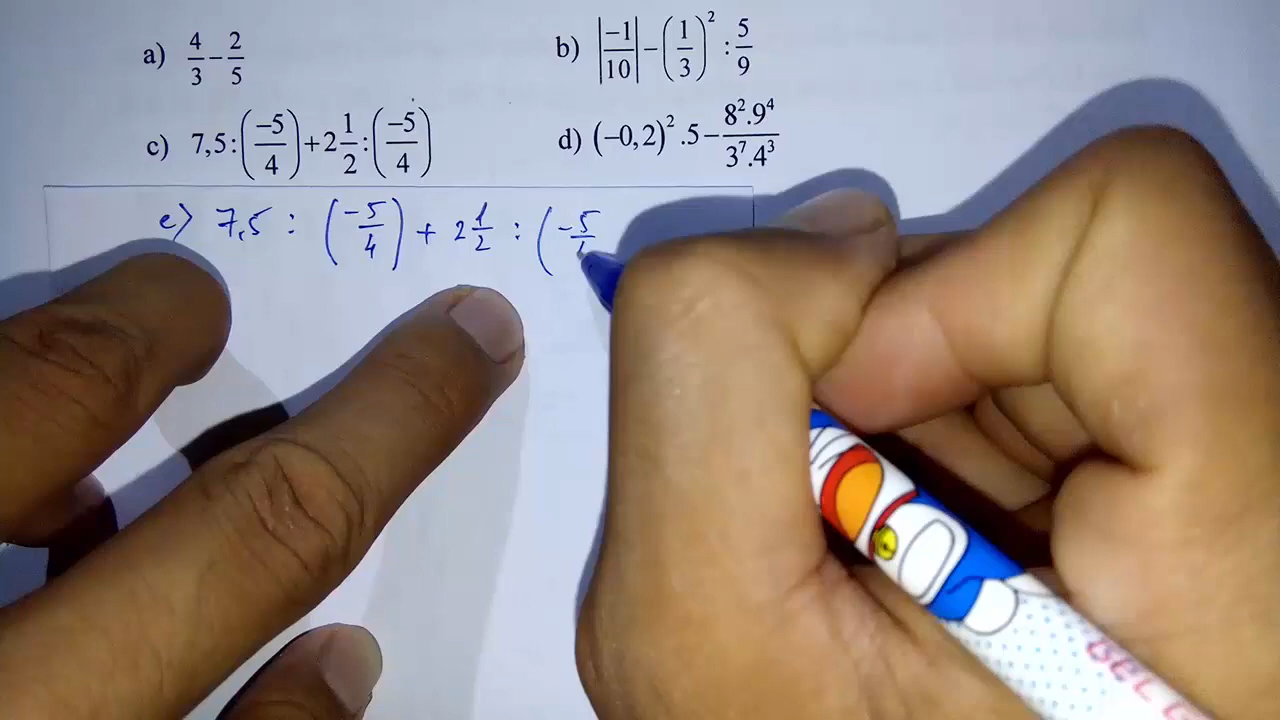 a) 4/3 − 2/5
b) |−1/10| − (1/3)² : 5/9
c) 7,5 : (−5/4) + 2 1/2 : (−5/4)
d) (−0,2)² .5 − 8².9⁴/3⁷.4³
c) 7,5 : (−5/4) + 2 1/2 : (−5/
GEL